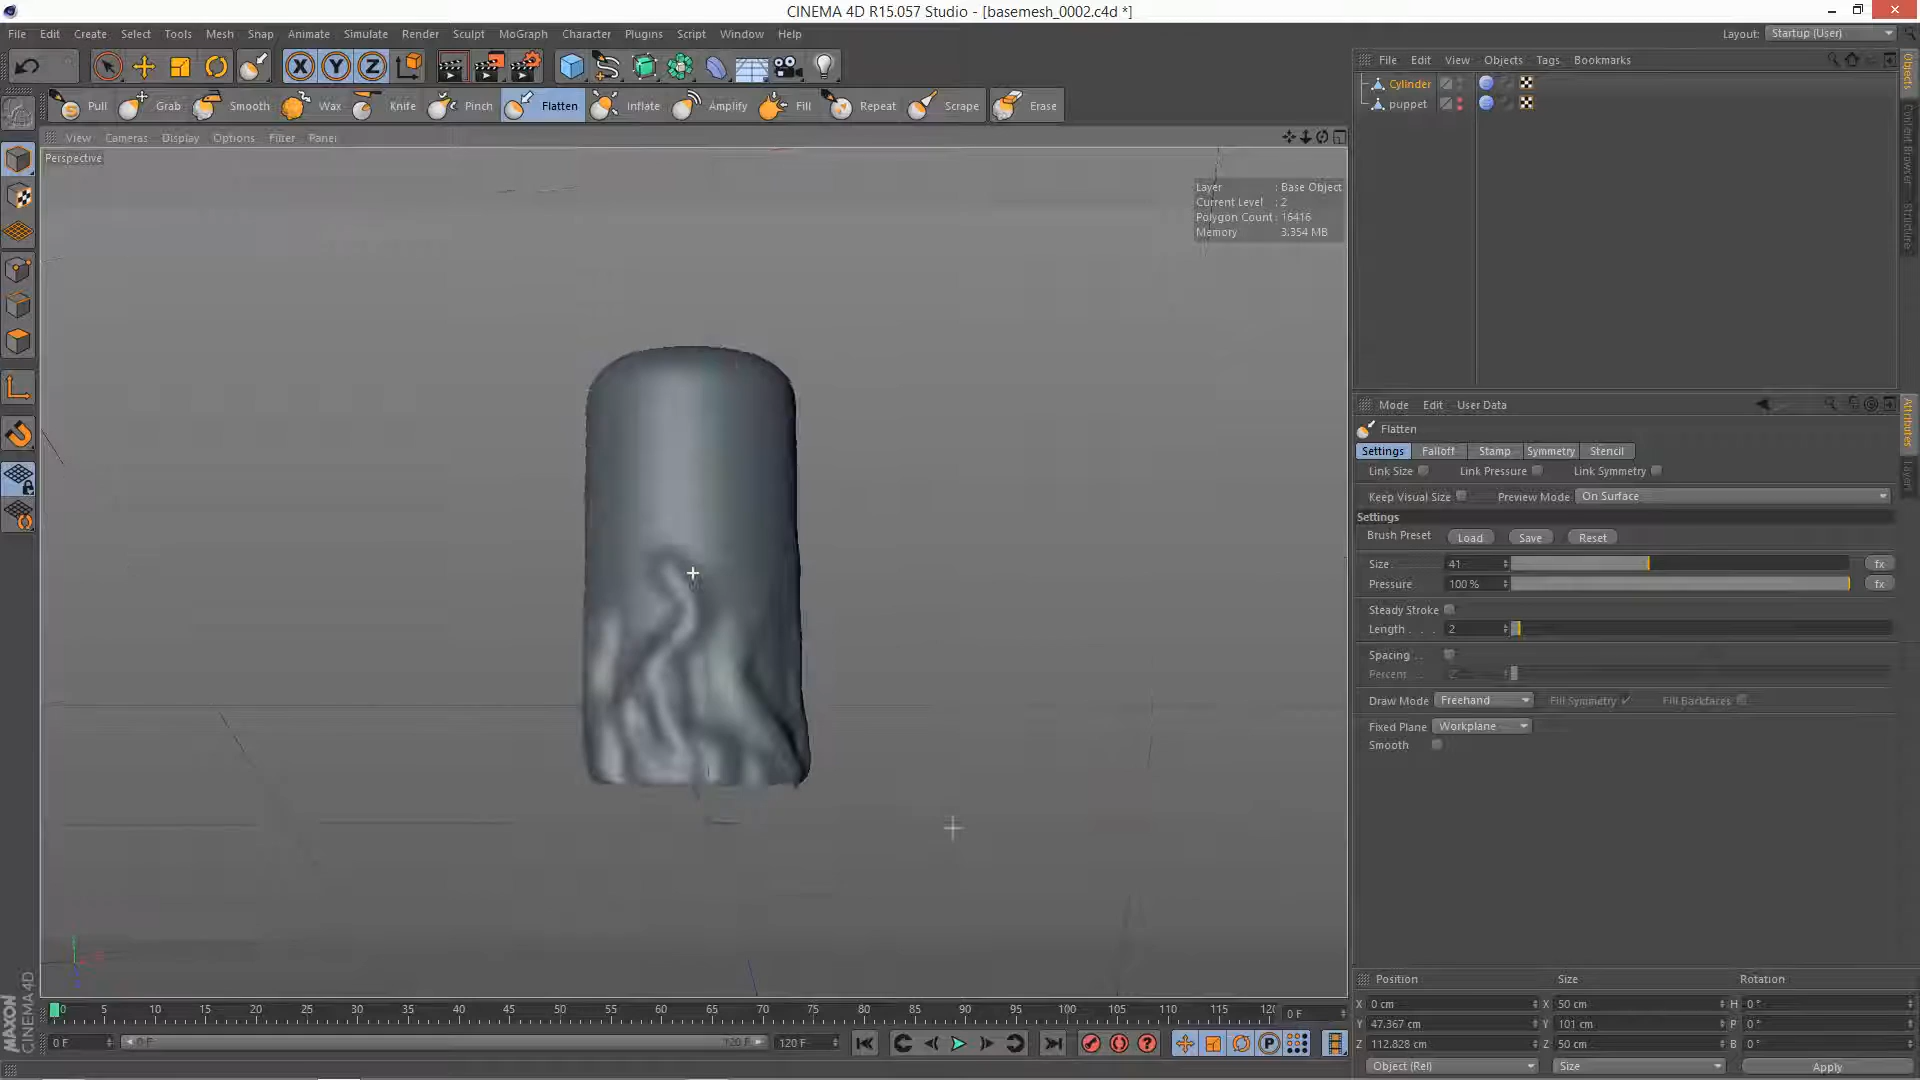 CINEMA 4D R15.057 Studio - [basemesh_0002.c4d *]
File Edit Create Select Tools Mesh Snap Animate Simulate Render Sculpt MoGraph Character Plugins Script Window Help
Layout: Startup (User)
X Y Z
Pull Grab Smooth Wax Knife Pinch Flatten Inflate Amplify Fill Repeat Scrape Erase
View Cameras Display Options Filter Panel
Perspective
Layer : Base Object
Current Level : 2
Polygon Count : 16416
Memory 3.354 MB
File Edit View Objects Tags Bookmarks
Cylinder
puppet
Objects
Content Browser
Structure
Mode Edit User Data
Flatten
Settings Falloff Stamp Symmetry Stencil
Link Size Link Pressure Link Symmetry
Keep Visual Size Preview Mode On Surface
Settings
Brush Preset Load Save Reset
Size 41 fx
Pressure 100 % fx
Steady Stroke
Length . . . . 2
Spacing . .
Percent
Draw Mode Freehand Fill Symmetry Fill Backfaces
Fixed Plane Workplane
Smooth
Attributes
Layers
Position Size Rotation
X 0 cm X 50 cm H 0 °
Y 47.367 cm Y 101 cm P 0 °
Z 112.828 cm Z 50 cm B 0 °
Object (Rel) Size Apply
0 5 10 15 20 25 30 35 40 45 50 55 60 65 70 75 80 85 90 95 100 105 110 115 0 F
0 F 0 F 120 F 120 F
MAXON
CINEMA 4D